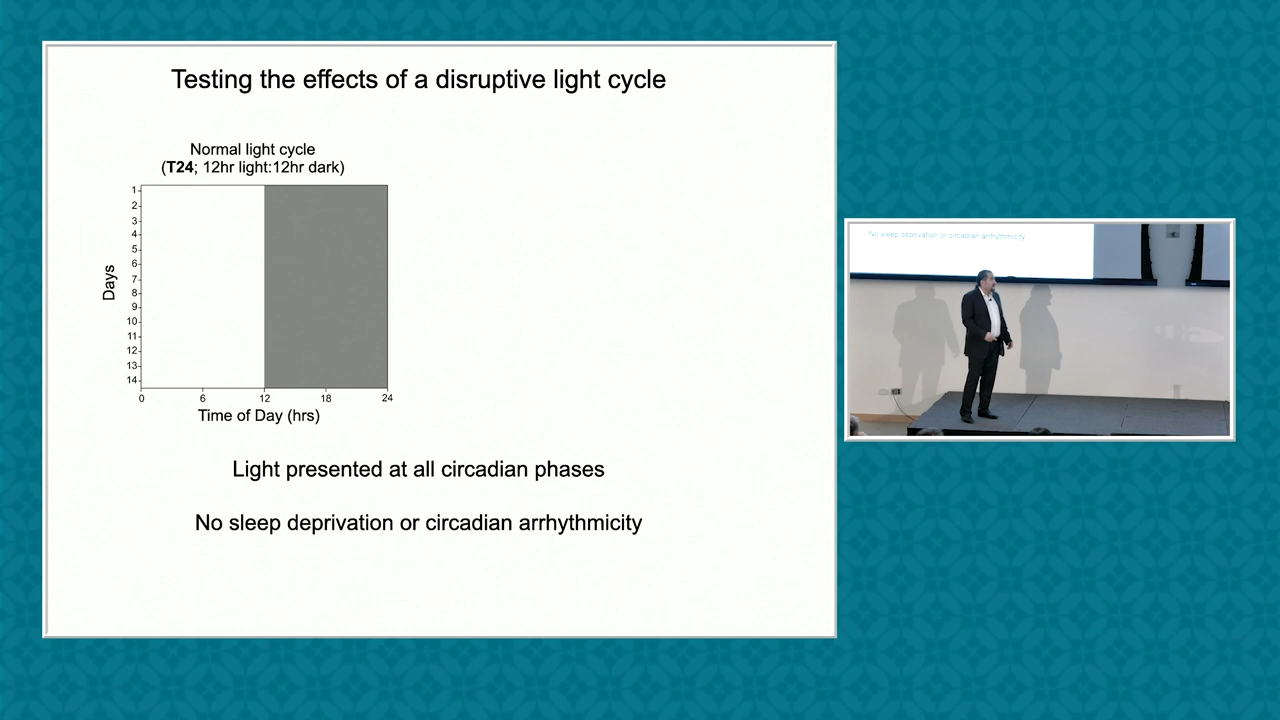 Testing the effects of a disruptive light cycle
Normal light cycle
(T24; 12hr light:12hr dark)
Days
1
2
3
4
5
6
7
8
9
10
11
12
13
14
0 6 12 18 24
Time of Day (hrs)
Light presented at all circadian phases
No sleep deprivation or circadian arrhythmicity
No sleep deprivation or circadian arrhythmicity